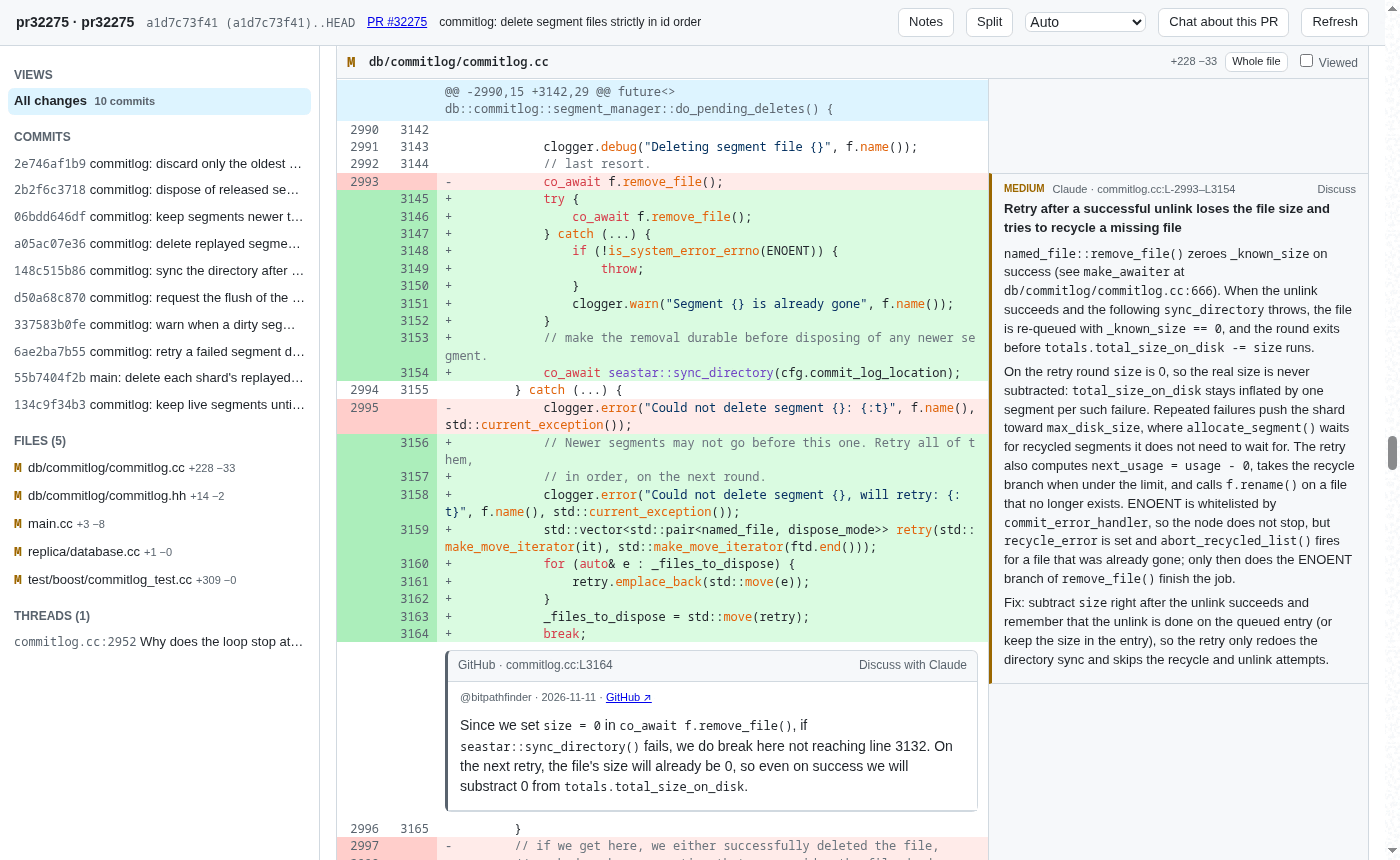 pr32275 · pr32275 a1d7c73f41 (a1d7c73f41)..HEAD PR #32275 commitlog: delete segment files strictly in id order Notes Split Auto Chat about this PR Refresh
VIEWS
All changes 10 commits
COMMITS
2e746af1b9 commitlog: discard only the oldest …
2b2f6c3718 commitlog: dispose of released se…
06bdd646df commitlog: keep segments newer t…
a05ac07e36 commitlog: delete replayed segme…
148c515b86 commitlog: sync the directory after …
d50a68c870 commitlog: request the flush of the …
337583b0fe commitlog: warn when a dirty seg…
6ae2ba7b55 commitlog: retry a failed segment d…
55b7404f2b main: delete each shard's replayed…
134c9f34b3 commitlog: keep live segments unti…
FILES (5)
M db/commitlog/commitlog.cc +228 −33
M db/commitlog/commitlog.hh +14 −2
M main.cc +3 −8
M replica/database.cc +1 −0
M test/boost/commitlog_test.cc +309 −0
THREADS (1)
commitlog.cc:2952 Why does the loop stop at…
M db/commitlog/commitlog.cc +228 −33 Whole file Viewed
@@ -2990,15 +3142,29 @@ future<>
db::commitlog::segment_manager::do_pending_deletes() {
2990 3142
2991 3143 clogger.debug("Deleting segment file {}", f.name());
2992 3144 // last resort.
2993 - co_await f.remove_file();
3145 + try {
3146 + co_await f.remove_file();
3147 + } catch (...) {
3148 + if (!is_system_error_errno(ENOENT)) {
3149 + throw;
3150 + }
3151 + clogger.warn("Segment {} is already gone", f.name());
3152 + }
3153 + // make the removal durable before disposing of any newer se
gment.
3154 + co_await seastar::sync_directory(cfg.commit_log_location);
2994 3155 } catch (...) {
2995 - clogger.error("Could not delete segment {}: {:t}", f.name(),
std::current_exception());
3156 + // Newer segments may not go before this one. Retry all of t
hem,
3157 + // in order, on the next round.
3158 + clogger.error("Could not delete segment {}, will retry: {:
t}", f.name(), std::current_exception());
3159 + std::vector<std::pair<named_file, dispose_mode>> retry(std::
make_move_iterator(it), std::make_move_iterator(ftd.end()));
3160 + for (auto& e : _files_to_dispose) {
3161 + retry.emplace_back(std::move(e));
3162 + }
3163 + _files_to_dispose = std::move(retry);
3164 + break;
GitHub · commitlog.cc:L3164 Discuss with Claude
@bitpathfinder · 2026-11-11 · GitHub ↗
Since we set size = 0 in co_await f.remove_file(), if
seastar::sync_directory() fails, we do break here not reaching line 3132. On
the next retry, the file's size will already be 0, so even on success we will
substract 0 from totals.total_size_on_disk.
2996 3165 }
2997 - // if we get here, we either successfully deleted the file,
MEDIUM Claude · commitlog.cc:L-2993–L3154 Discuss
Retry after a successful unlink loses the file size and
tries to recycle a missing file
named_file::remove_file() zeroes _known_size on
success (see make_awaiter at
db/commitlog/commitlog.cc:666). When the unlink
succeeds and the following sync_directory throws, the file
is re-queued with _known_size == 0, and the round exits
before totals.total_size_on_disk -= size runs.
On the retry round size is 0, so the real size is never
subtracted: total_size_on_disk stays inflated by one
segment per such failure. Repeated failures push the shard
toward max_disk_size, where allocate_segment() waits
for recycled segments it does not need to wait for. The retry
also computes next_usage = usage - 0, takes the recycle
branch when under the limit, and calls f.rename() on a file
that no longer exists. ENOENT is whitelisted by
commit_error_handler, so the node does not stop, but
recycle_error is set and abort_recycled_list() fires
for a file that was already gone; only then does the ENOENT
branch of remove_file() finish the job.
Fix: subtract size right after the unlink succeeds and
remember that the unlink is done on the queued entry (or
keep the size in the entry), so the retry only redoes the
directory sync and skips the recycle and unlink attempts.